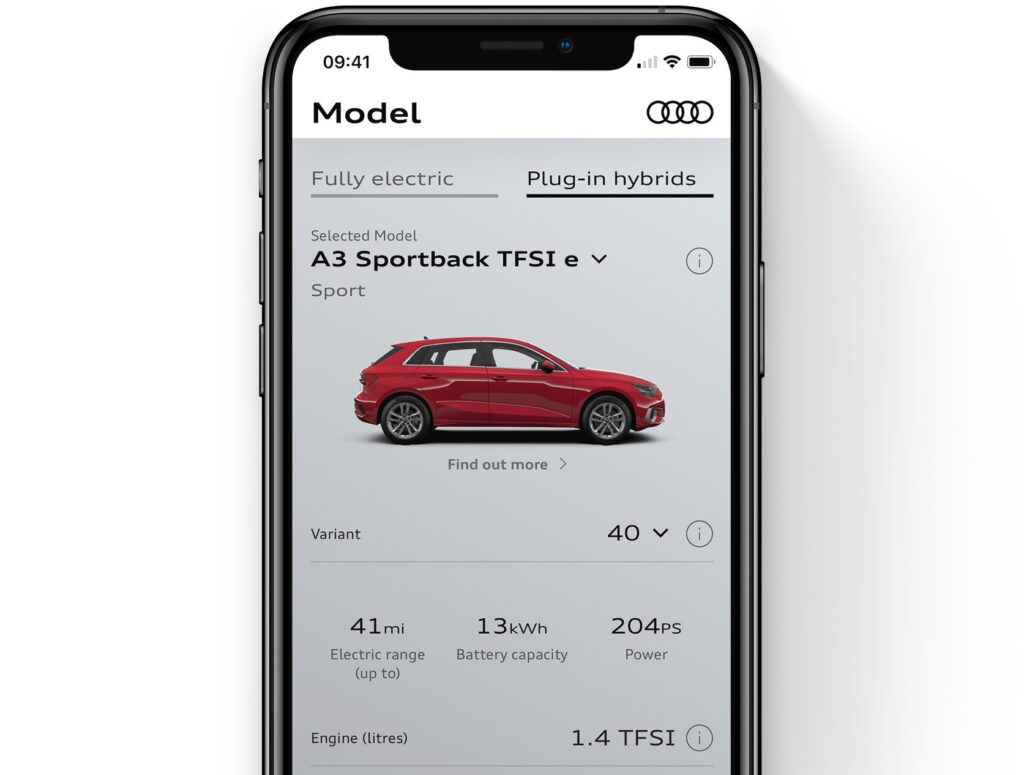 09:41
Model
Fully electric
Plug-in hybrids
Selected Model
A3 Sportback TFSI e
Sport
Find out more
Variant
40
41mi
13kWh
204PS
Electric range
(up to)
Battery capacity
Power
Engine (litres)
1.4 TFSI